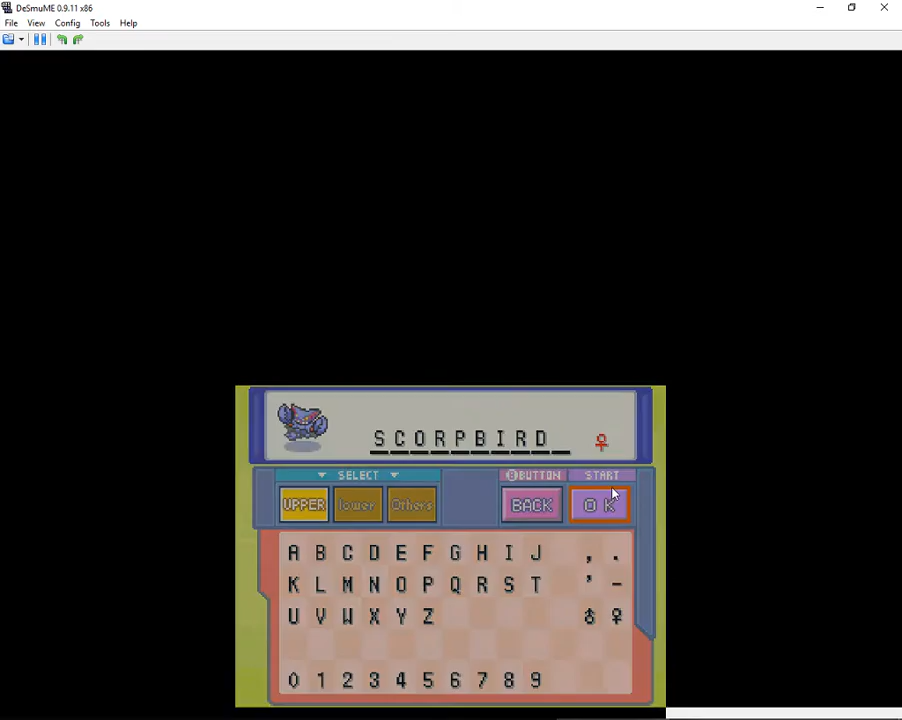 DeSmuME 0.9.11 x86
File View Config Tools Help
SCORPBIRD ♀
▼ SELECT ▼ ⒷBUTTON START
UPPER lower Others BACK OK
A B C D E F G H I J , .
K L M N O P Q R S T ’ -
U V W X Y Z ♂ ♀
0 1 2 3 4 5 6 7 8 9